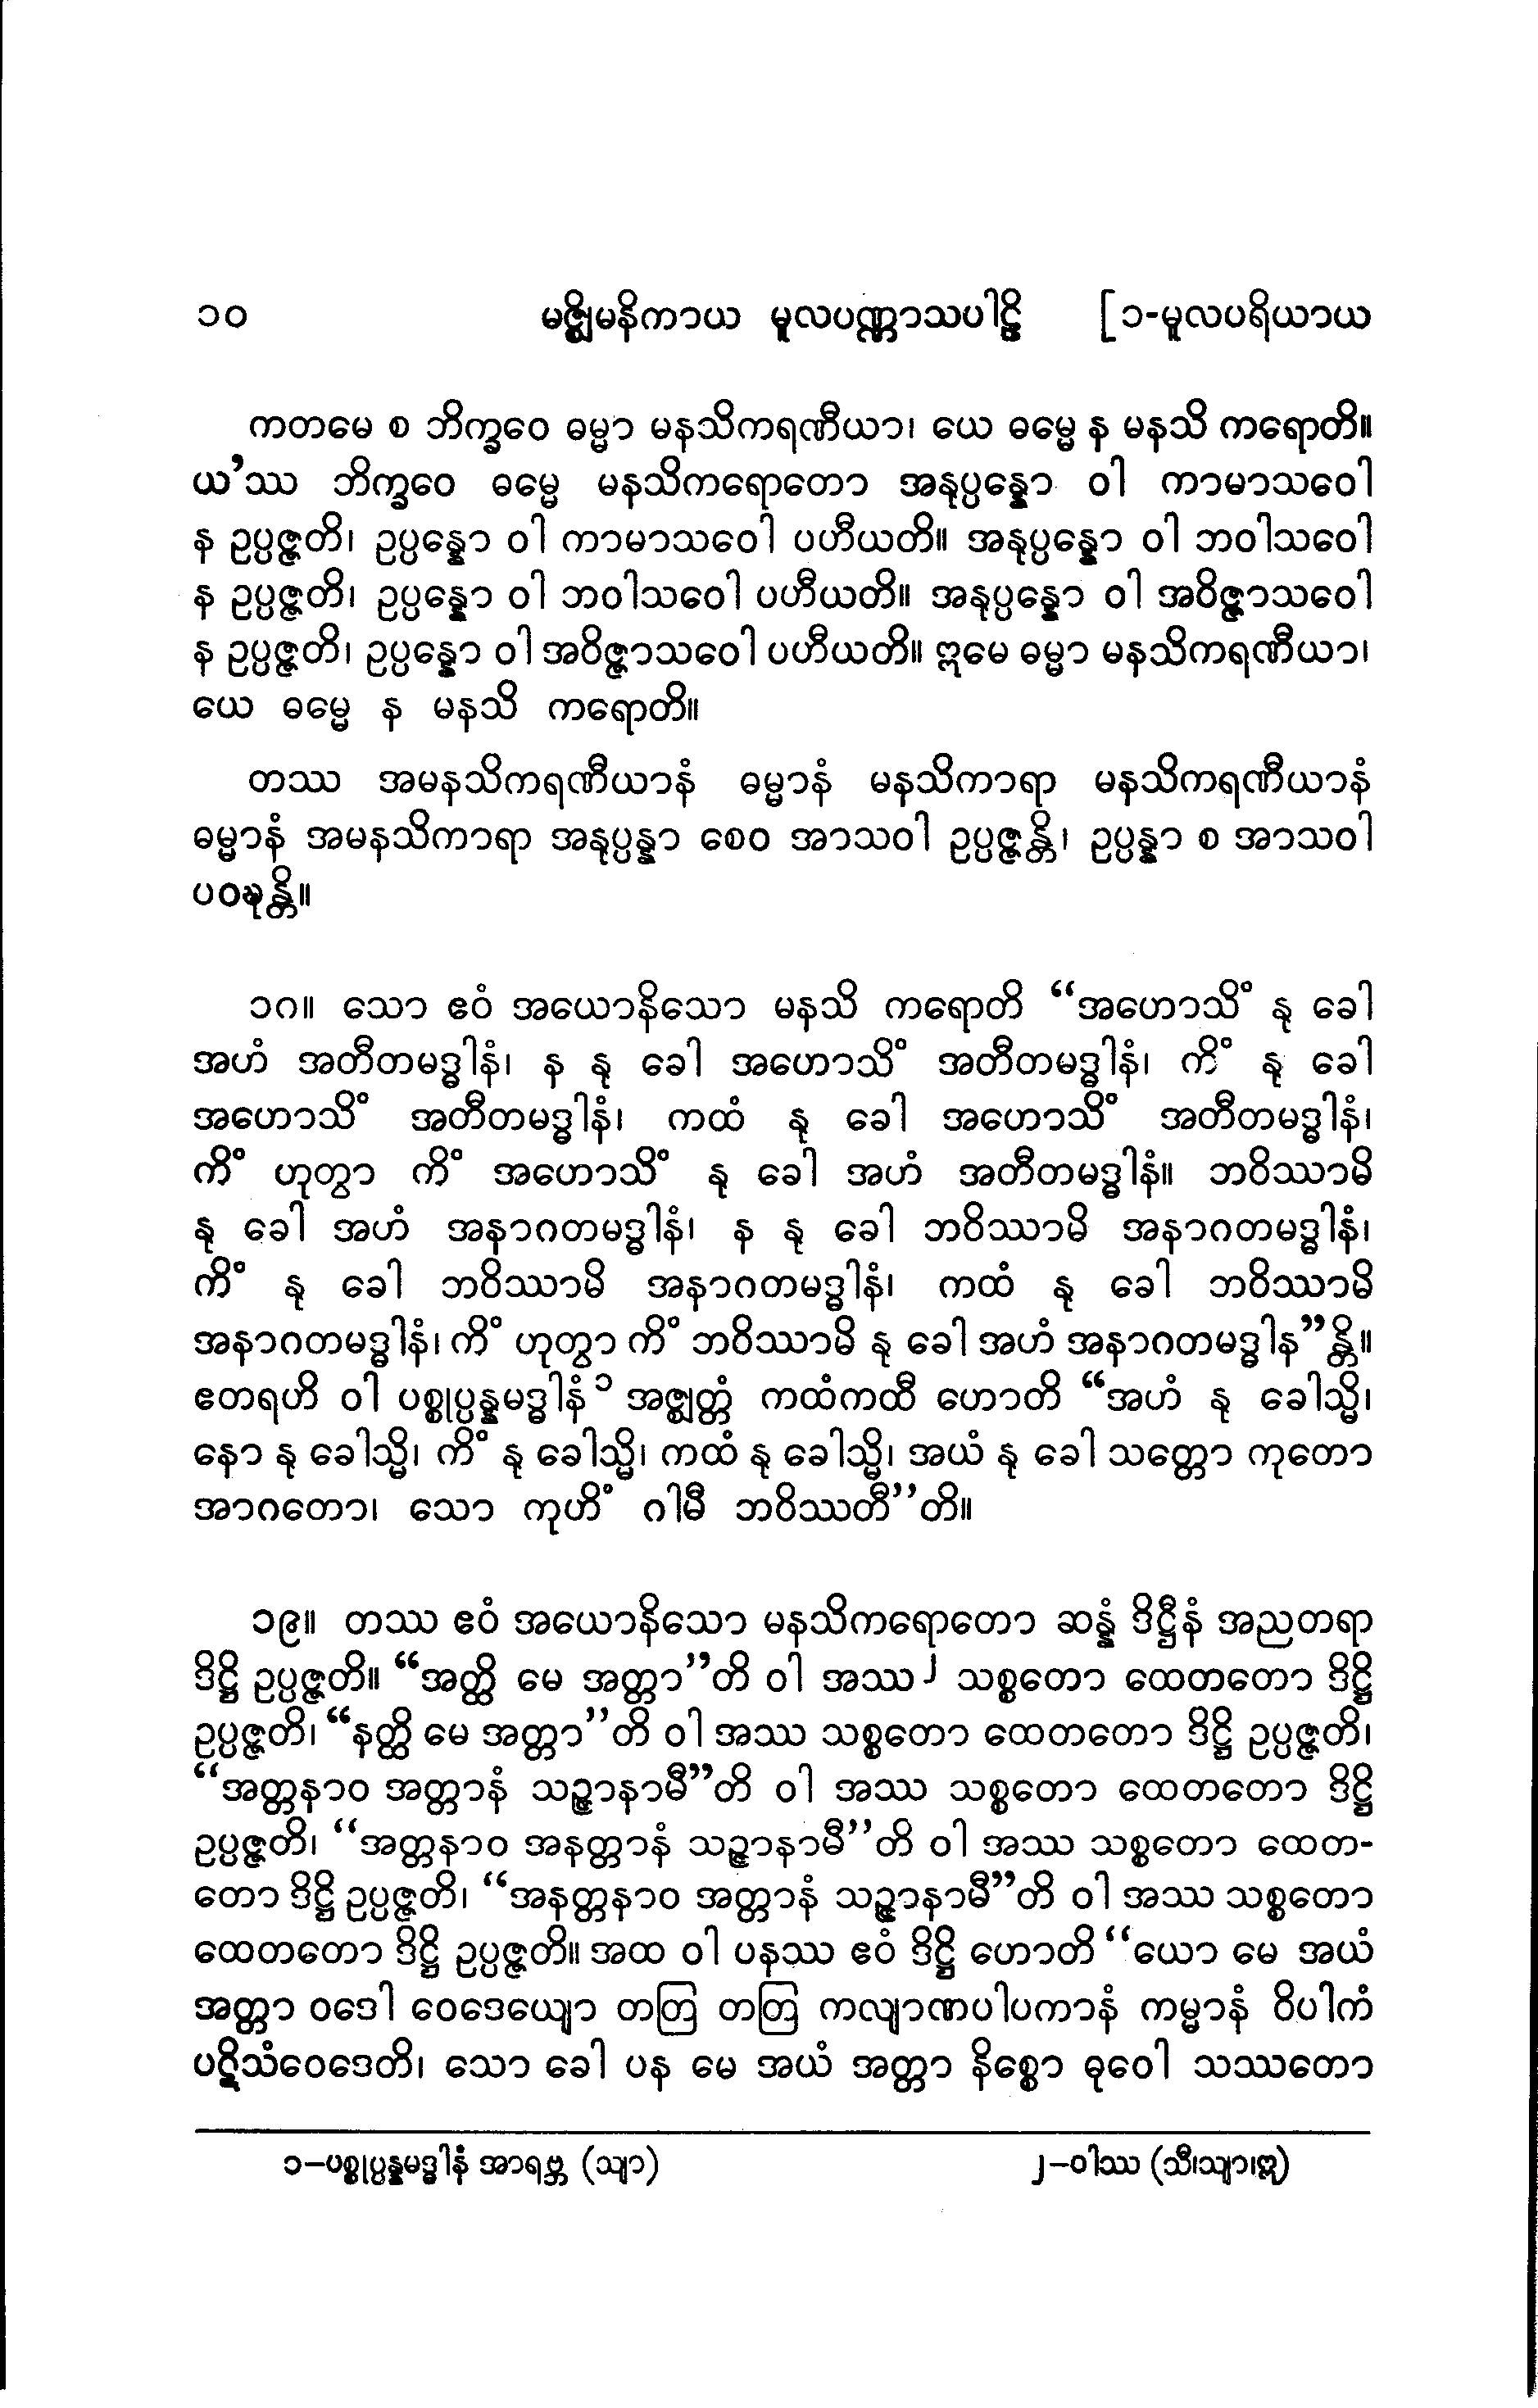 ၁၀ မဇ္ဈိမနိကာယ မူလပဏ္ဏာသပါဠိ [၁-မူလပရိယာယ
ကတမေ စ ဘိက္ခဝေ ဓမ္မာ မနသိကရဏီယာ၊ ယေ ဓမ္မေ န မနသိ ကရောတိ။
ယ’ဿ ဘိက္ခဝေ ဓမ္မေ မနသိကရောတော အနုပ္ပန္နော ဝါ ကာမာသဝေါ
န ဥပ္ပဇ္ဇတိ၊ ဥပ္ပန္နော ဝါ ကာမာသဝေါ ပဟီယတိ။ အနုပ္ပန္နော ဝါ ဘဝါသဝေါ
န ဥပ္ပဇ္ဇတိ၊ ဥပ္ပန္နော ဝါ ဘဝါသဝေါ ပဟီယတိ။ အနုပ္ပန္နော ဝါ အဝိဇ္ဇာသဝေါ
န ဥပ္ပဇ္ဇတိ၊ ဥပ္ပန္နော ဝါ အဝိဇ္ဇာသဝေါ ပဟီယတိ။ ဣမေ ဓမ္မာ မနသိကရဏီယာ၊
ယေ ဓမ္မေ န မနသိ ကရောတိ။
တဿ အမနသိကရဏီယာနံ ဓမ္မာနံ မနသိကာရာ မနသိကရဏီယာနံ
ဓမ္မာနံ အမနသိကာရာ အနုပ္ပန္နာ စေဝ အာသဝါ ဥပ္ပဇ္ဇန္တိ၊ ဥပ္ပန္နာ စ အာသဝါ
ပဝဍ္ဎန္တိ။
၁၈။ သော ဧဝံ အယောနိသော မနသိ ကရောတိ “အဟောသိံ နု ခေါ
အဟံ အတီတမဒ္ဓါနံ၊ န နု ခေါ အဟောသိံ အတီတမဒ္ဓါနံ၊ ကိံ နု ခေါ
အဟောသိံ အတီတမဒ္ဓါနံ၊ ကထံ နု ခေါ အဟောသိံ အတီတမဒ္ဓါနံ၊
ကိံ ဟုတွာ ကိံ အဟောသိံ နု ခေါ အဟံ အတီတမဒ္ဓါနံ။ ဘဝိဿာမိ
နု ခေါ အဟံ အနာဂတမဒ္ဓါနံ၊ န နု ခေါ ဘဝိဿာမိ အနာဂတမဒ္ဓါနံ၊
ကိံ နု ခေါ ဘဝိဿာမိ အနာဂတမဒ္ဓါနံ၊ ကထံ နု ခေါ ဘဝိဿာမိ
အနာဂတမဒ္ဓါနံ၊ ကိံ ဟုတွာ ကိံ ဘဝိဿာမိ နု ခေါ အဟံ အနာဂတမဒ္ဓါန”န္တိ။
ဧတရဟိ ဝါ ပစ္စုပ္ပန္နမဒ္ဓါနံ၁ အဇ္ဈတ္တံ ကထံကထီ ဟောတိ “အဟံ နု ခေါသ္မိ၊
နော နု ခေါသ္မိ၊ ကိံ နု ခေါသ္မိ၊ ကထံ နု ခေါသ္မိ၊ အယံ နု ခေါ သတ္တော ကုတော
အာဂတော၊ သော ကုဟိံ ဂါမီ ဘဝိဿတီ”တိ။
၁၉။ တဿ ဧဝံ အယောနိသော မနသိကရောတော ဆန္နံ ဒိဋ္ဌီနံ အညတရာ
ဒိဋ္ဌိ ဥပ္ပဇ္ဇတိ။ “အတ္ထိ မေ အတ္တာ”တိ ဝါ အဿ၂ သစ္စတော ထေတတော ဒိဋ္ဌိ
ဥပ္ပဇ္ဇတိ၊ “နတ္ထိ မေ အတ္တာ”တိ ဝါ အဿ သစ္စတော ထေတတော ဒိဋ္ဌိ ဥပ္ပဇ္ဇတိ၊
“အတ္တနာဝ အတ္တာနံ သဉ္ဇာနာမီ”တိ ဝါ အဿ သစ္စတော ထေတတော ဒိဋ္ဌိ
ဥပ္ပဇ္ဇတိ၊ “အတ္တနာဝ အနတ္တာနံ သဉ္ဇာနာမီ”တိ ဝါ အဿ သစ္စတော ထေတ-
တော ဒိဋ္ဌိ ဥပ္ပဇ္ဇတိ၊ “အနတ္တနာဝ အတ္တာနံ သဉ္ဇာနာမီ”တိ ဝါ အဿ သစ္စတော
ထေတတော ဒိဋ္ဌိ ဥပ္ပဇ္ဇတိ။ အထ ဝါ ပနဿ ဧဝံ ဒိဋ္ဌိ ဟောတိ “ယော မေ အယံ
အတ္တာ ဝဒေါ ဝေဒေယျော တတြ တတြ ကလျာဏပါပကာနံ ကမ္မာနံ ဝိပါကံ
ပဋိသံဝေဒေတိ၊ သော ခေါ ပန မေ အယံ အတ္တာ နိစ္စော ဓုဝေါ သဿတော
၁–ပစ္စုပ္ပန္နမဒ္ဓါနံ အာရဗ္ဘ (သျာ) ၂–ဝါဿ (သီ၊သျာ၊ဣ)